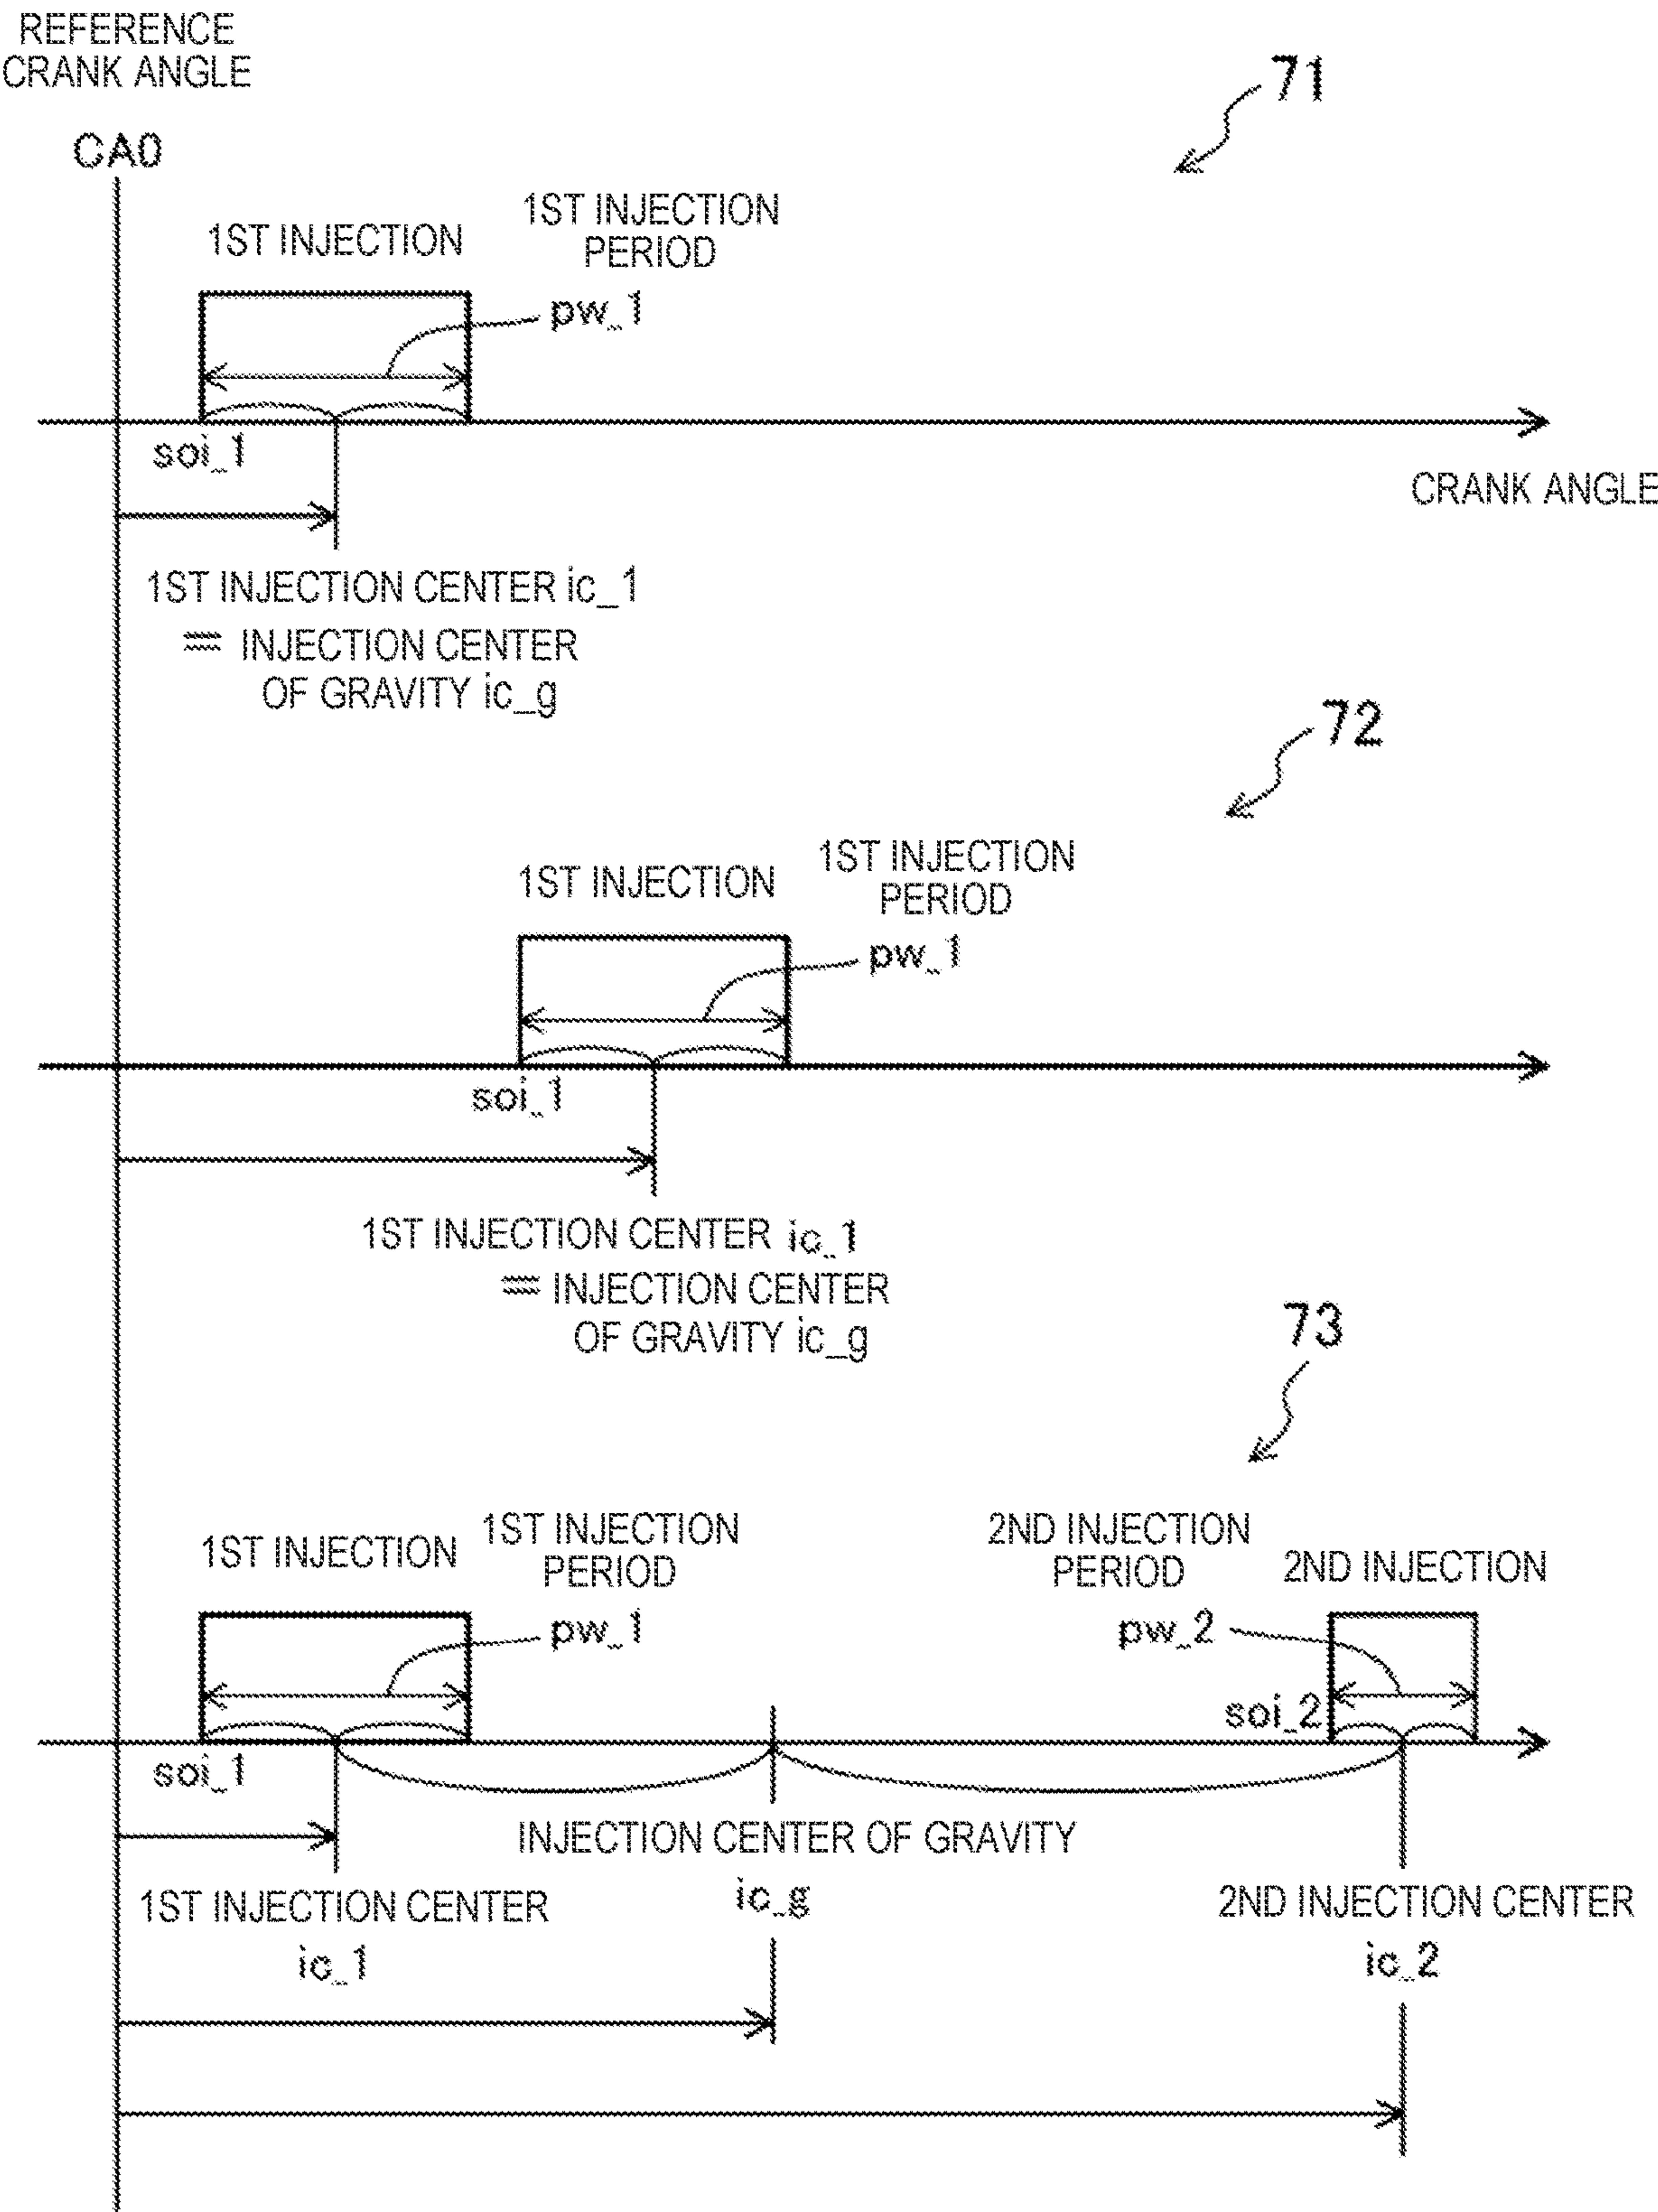 REFERENCE
CRANK ANGLE
CA0
71
1ST INJECTION
1ST INJECTION
PERIOD
pw_1
soi_1
CRANK ANGLE
1ST INJECTION CENTER ic_1
= INJECTION CENTER
OF GRAVITY ic_g
72
1ST INJECTION
1ST INJECTION
PERIOD
pw_1
soi_1
1ST INJECTION CENTER ic_1
= INJECTION CENTER
OF GRAVITY ic_g
73
1ST INJECTION
1ST INJECTION
PERIOD
pw_1
2ND INJECTION
PERIOD
pw_2
2ND INJECTION
soi_1
soi_2
INJECTION CENTER OF GRAVITY
ic_g
1ST INJECTION CENTER
ic_1
2ND INJECTION CENTER
ic_2